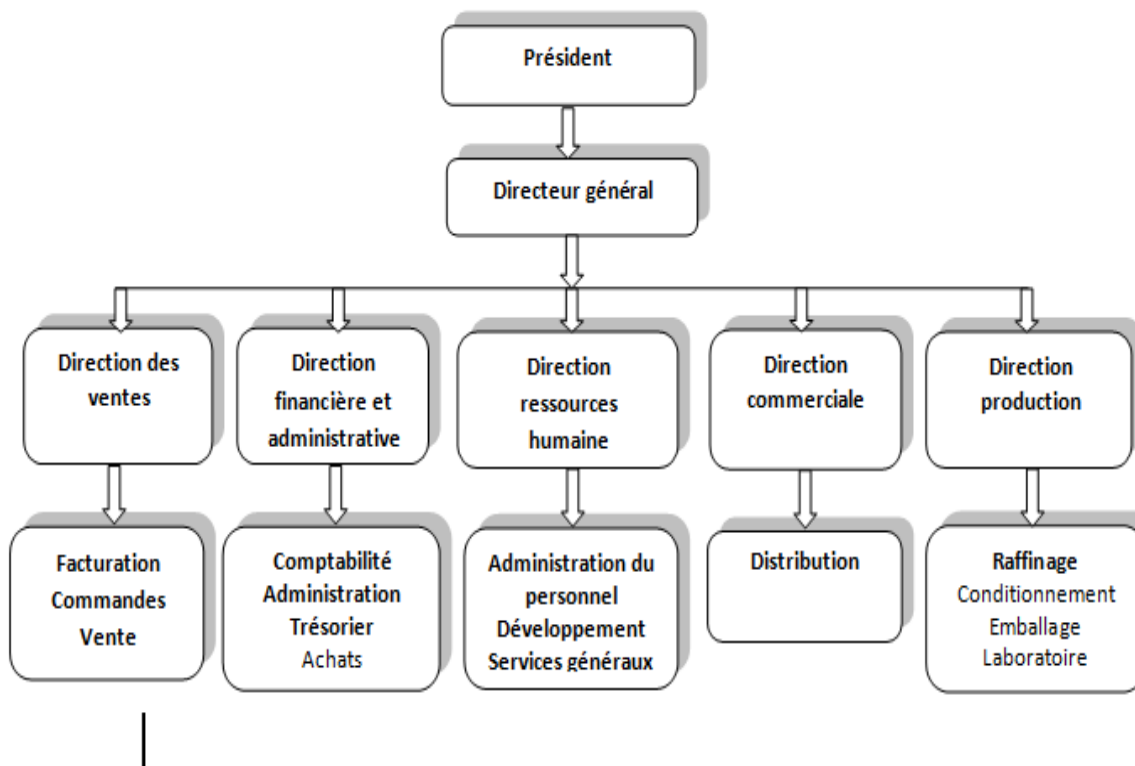 Président
Directeur général
Direction des
ventes
Direction
financière et
administrative
Direction
ressources
humaine
Direction
commerciale
Direction
production
Facturation
Commandes
Vente
Comptabilité
Administration
Trésorier
Achats
Administration du
personnel
Développement
Services généraux
Distribution
Raffinage
Conditionnement
Emballage
Laboratoire